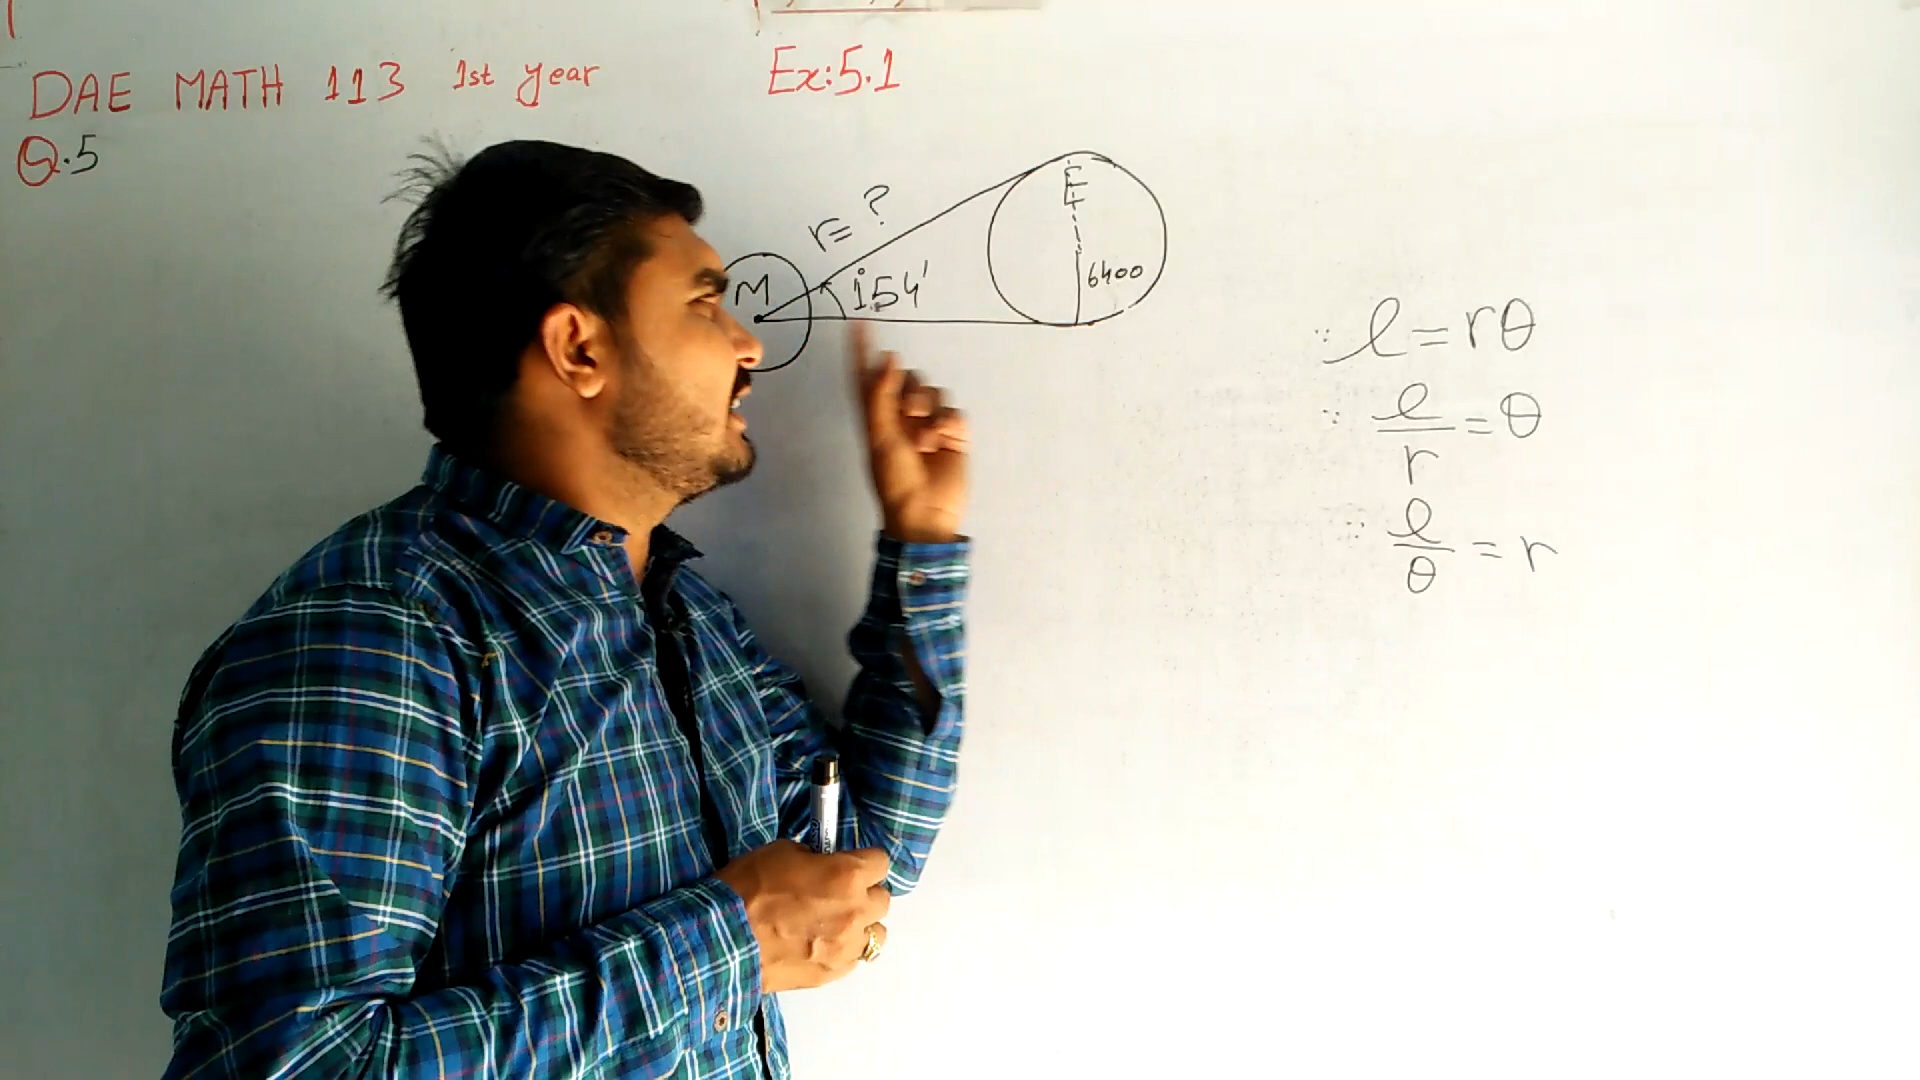 DAE MATH 113 1st year
Ex:5.1
Q.5
E
r= ?
M
1°54'
6400
∵ l=rθ
∵ l/r=θ
∵ l/θ=r